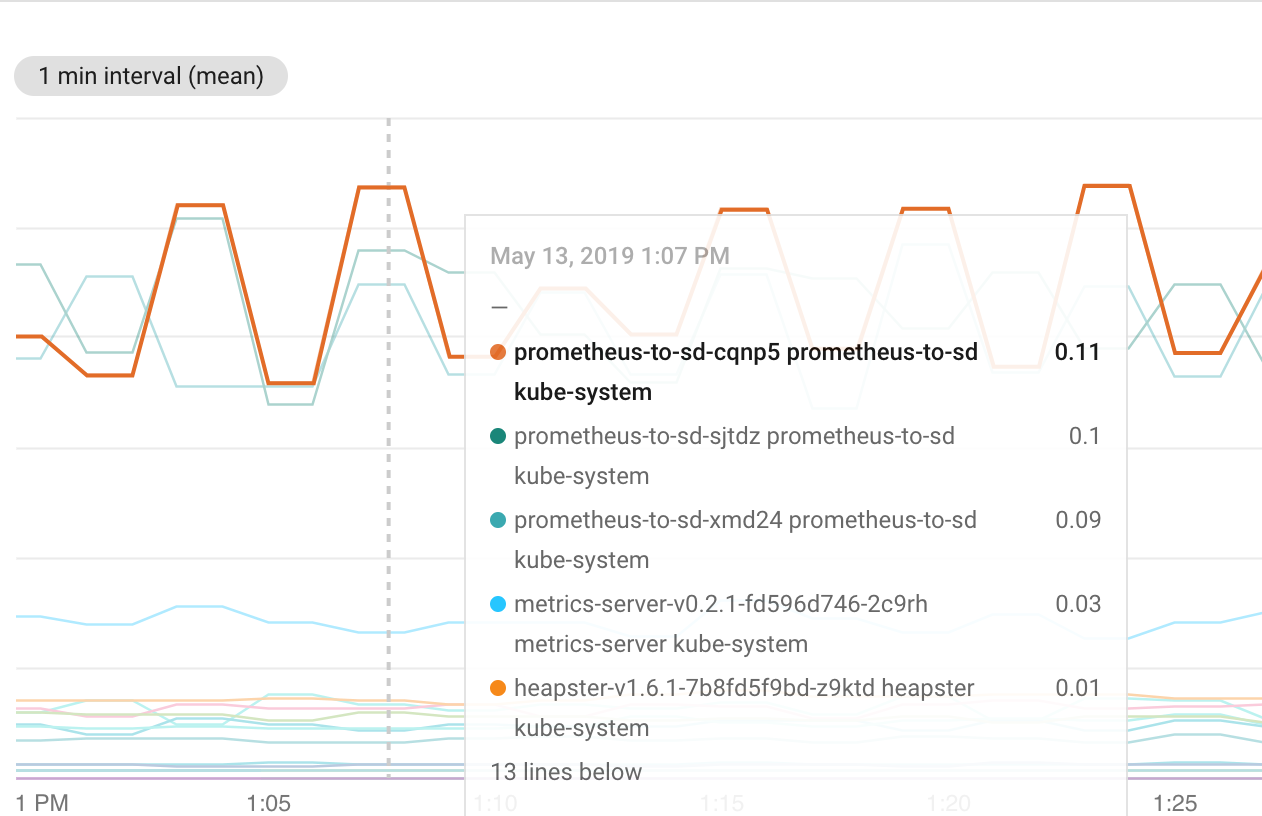 1 min interval (mean)
May 13, 2019 1:07 PM
–
prometheus-to-sd-cqnp5 prometheus-to-sd 0.11
kube-system
prometheus-to-sd-sjtdz prometheus-to-sd 0.1
kube-system
prometheus-to-sd-xmd24 prometheus-to-sd 0.09
kube-system
metrics-server-v0.2.1-fd596d746-2c9rh 0.03
metrics-server kube-system
heapster-v1.6.1-7b8fd5f9bd-z9ktd heapster 0.01
kube-system
13 lines below
1 PM 1:05 1:10 1:15 1:20 1:25